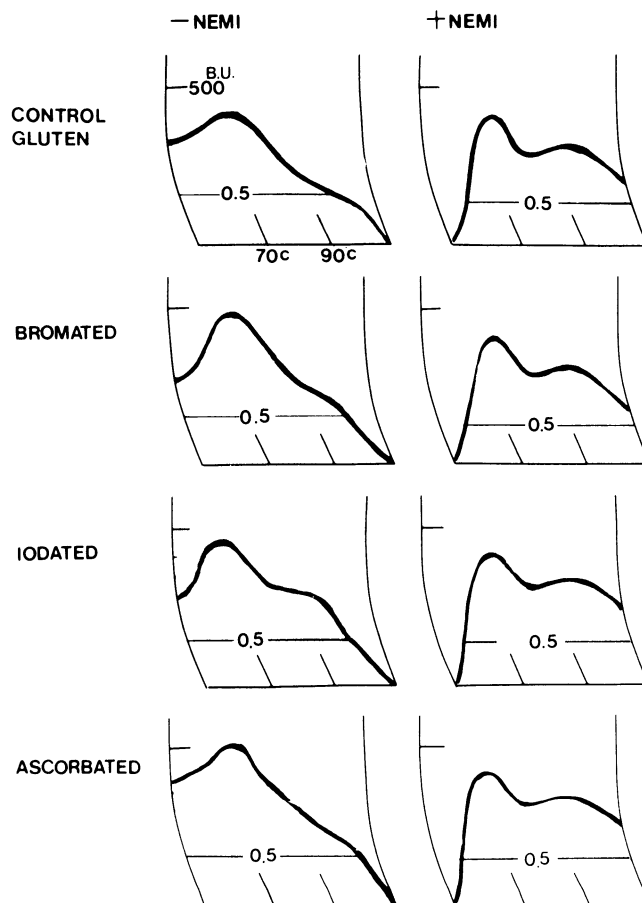 — NEMI
+ NEMI
CONTROL
GLUTEN
B.U.
500
0.5
70c
90c
0.5
BROMATED
0.5
0.5
IODATED
0.5
0.5
ASCORBATED
0.5
0.5